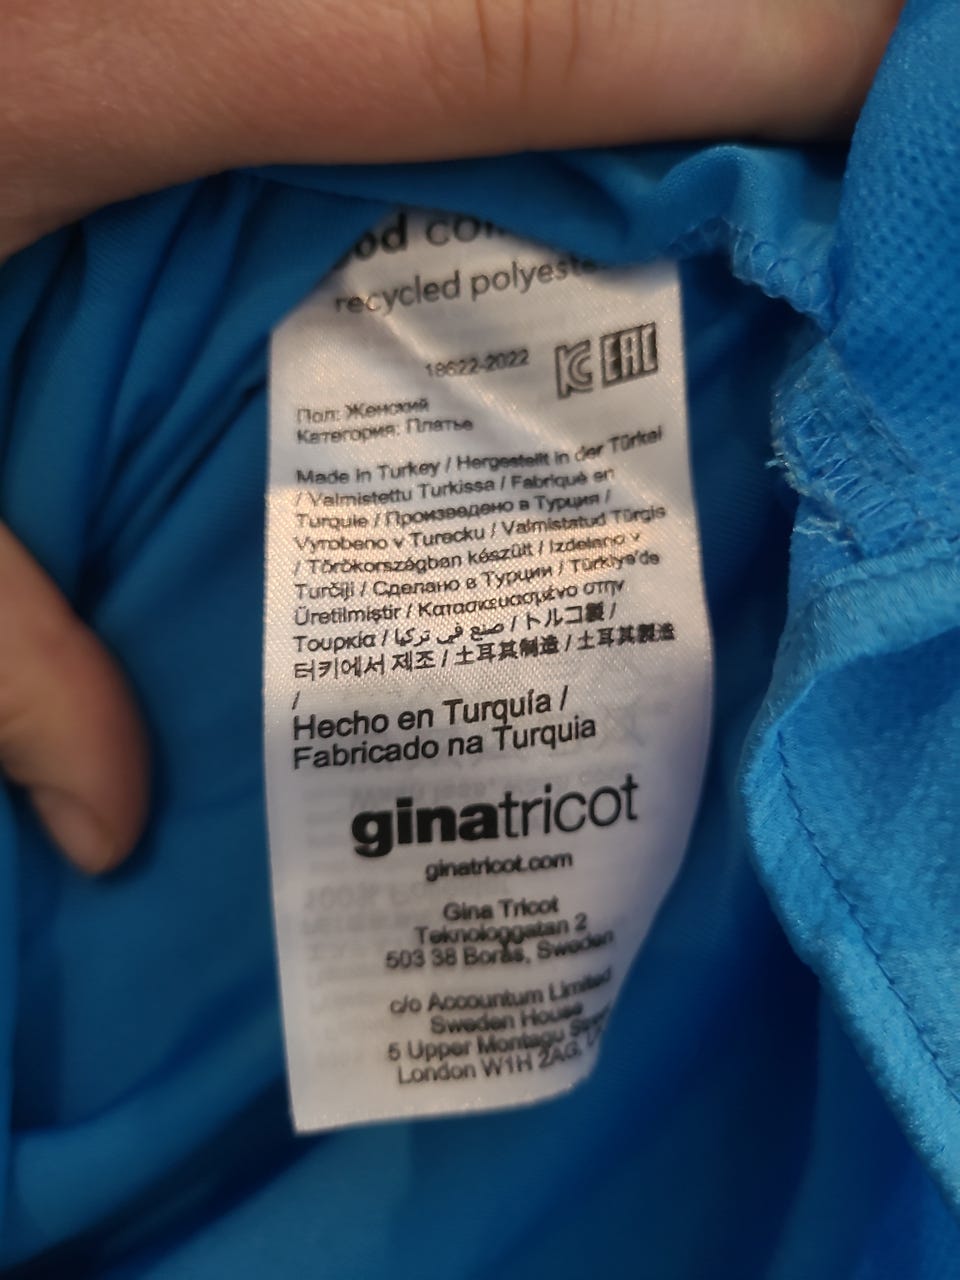 recycled polyester
18622-2022
EAC
Пол: Женский
Категория: Платье
Made in Turkey / Hergestellt in der Türkei
/ Valmistettu Turkissa / Fabriqué en
Turquie / Произведено в Турция /
Vyrobeno v Turecku / Valmistatud Türgis
/ Törökországban készült / Izdelano v
Turčiji / Сделано в Турции / Türkiye'de
Üretilmiştir / Κατασκευασμένο στην
Τουρκία / صنع في تركيا / トルコ製 /
터키에서 제조 / 土耳其制造 / 土耳其製造
/
Hecho en Turquía /
Fabricado na Turquia
ginatricot
ginatricot.com
Gina Tricot
Teknologgatan 2
503 38 Borås, Sweden
c/o Accountum Limited
Sweden House
5 Upper Montagu
London W1H 2AG,